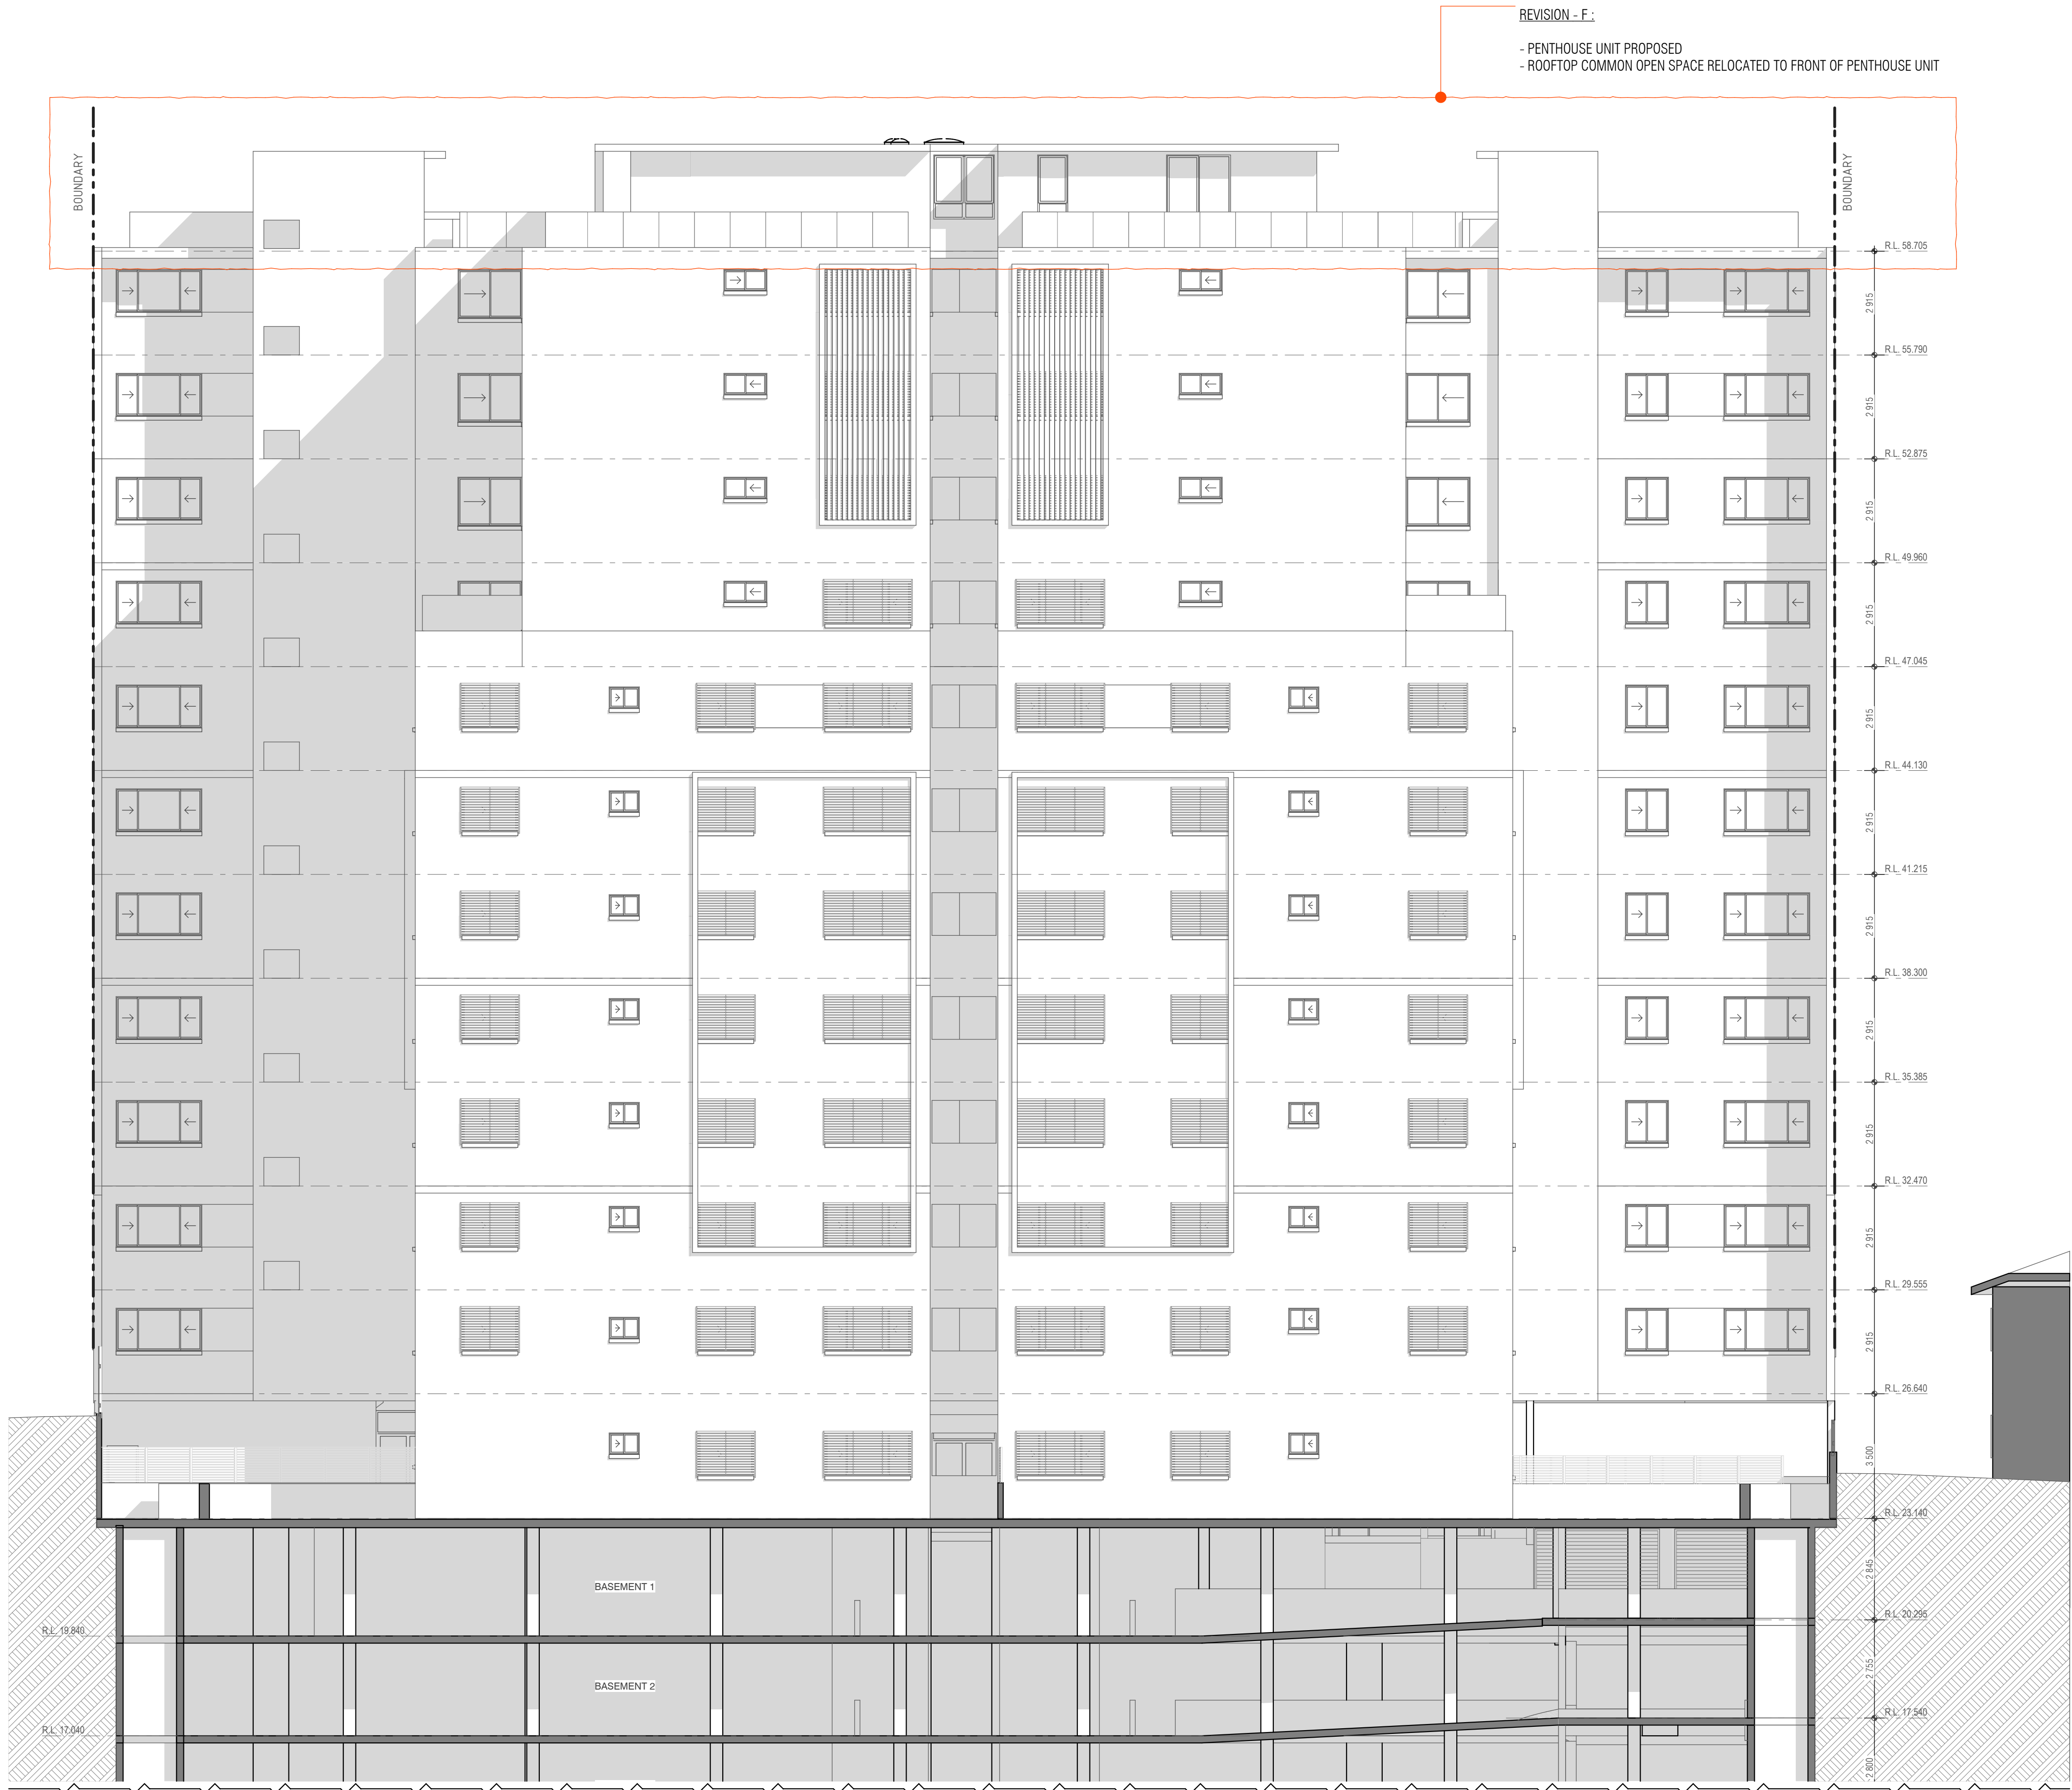 REVISION - F :
- PENTHOUSE UNIT PROPOSED
- ROOFTOP COMMON OPEN SPACE RELOCATED TO FRONT OF PENTHOUSE UNIT
BOUNDARY
BOUNDARY
R.L. 58.705
2 915
R.L. 55.790
2 915
R.L. 52.875
2 915
R.L. 49.960
2 915
R.L. 47.045
2 915
R.L. 44.130
2 915
R.L. 41.215
2 915
R.L. 38.300
2 915
R.L. 35.385
2 915
R.L. 32.470
2 915
R.L. 29.555
2 915
R.L. 26.640
3 500
R.L. 23.140
2 845
BASEMENT 1
R.L. 20.295
R.L. 19.840
2 755
BASEMENT 2
R.L. 17.540
R.L. 17.040
2 800